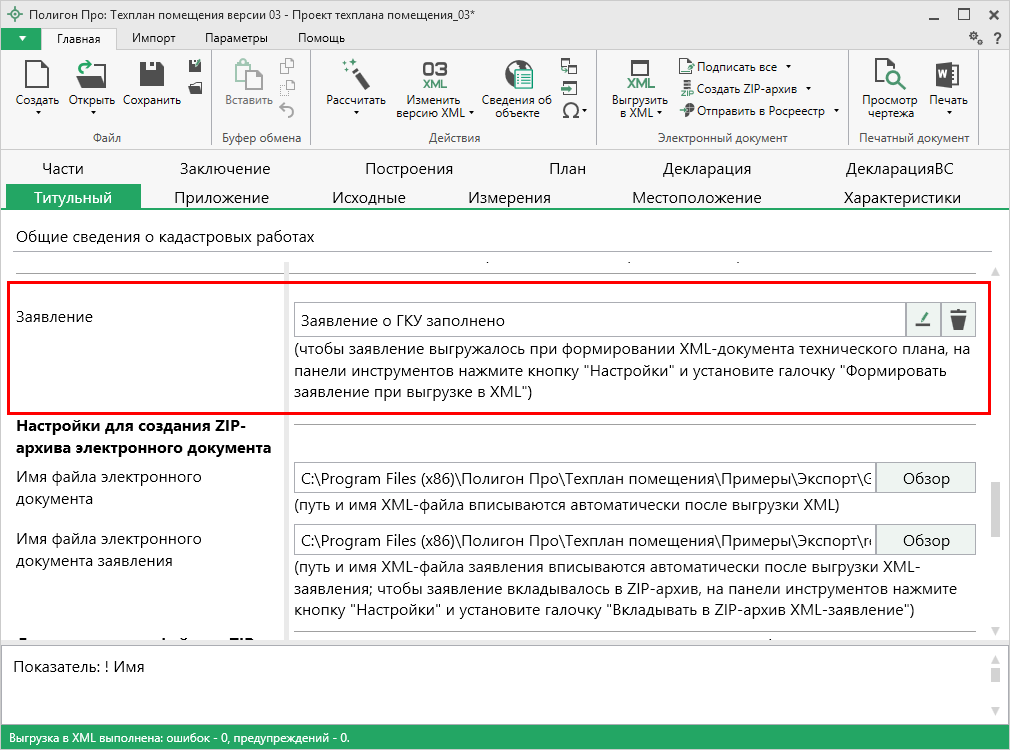 Полигон Про: Техплан помещения версии 03 - Проект техплана помещения_03*
Главная Импорт Параметры Помощь
?
Создать Открыть Сохранить
Файл
Вставить
Буфер обмена
Рассчитать
03 XML
Изменить версию XML
Сведения об объекте
Действия
XML
Выгрузить в XML
Подписать все
ZIP Создать ZIP-архив
Отправить в Росреестр
Электронный документ
Просмотр чертежа
Печать
Печатный документ
Части Заключение Построения План Декларация ДекларацияВС
Титульный Приложение Исходные Измерения Местоположение Характеристики
Общие сведения о кадастровых работах
Заявление
Заявление о ГКУ заполнено
(чтобы заявление выгружалось при формировании XML-документа технического плана, на
панели инструментов нажмите кнопку "Настройки" и установите галочку "Формировать
заявление при выгрузке в XML")
Настройки для создания ZIP-
архива электронного документа
Имя файла электронного
документа
C:\Program Files (x86)\Полигон Про\Техплан помещения\Примеры\Экспорт\G
Обзор
(путь и имя XML-файла вписываются автоматически после выгрузки XML)
Имя файла электронного
документа заявления
C:\Program Files (x86)\Полигон Про\Техплан помещения\Примеры\Экспорт\re
Обзор
(путь и имя XML-файла заявления вписываются автоматически после выгрузки XML-
заявления; чтобы заявление вкладывалось в ZIP-архив, на панели инструментов нажмите
кнопку "Настройки" и установите галочку "Вкладывать в ZIP-архив XML-заявление")
Показатель: ! Имя
Выгрузка в XML выполнена: ошибок - 0, предупреждений - 0.